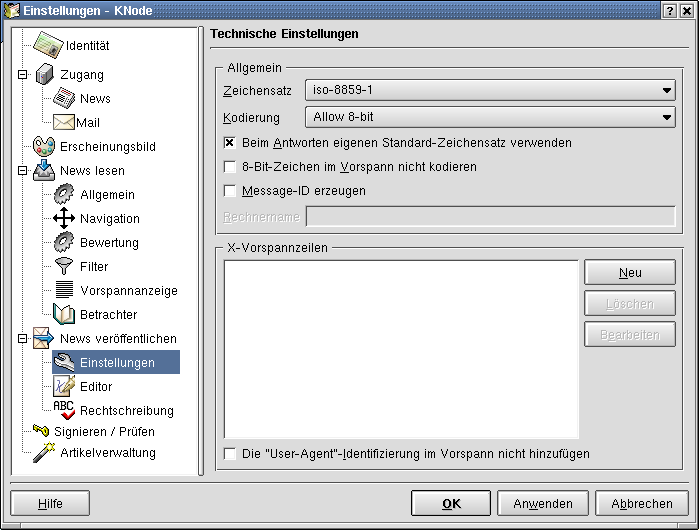 Einstellungen - KNode
Identität
Zugang
News
Mail
Erscheinungsbild
News lesen
Allgemein
Navigation
Bewertung
Filter
Vorspannanzeige
Betrachter
News veröffentlichen
Einstellungen
Editor
ABC
Rechtschreibung
Signieren / Prüfen
Artikelverwaltung
Technische Einstellungen
Allgemein
Zeichensatz iso-8859-1
Kodierung Allow 8-bit
Beim Antworten eigenen Standard-Zeichensatz verwenden
8-Bit-Zeichen im Vorspann nicht kodieren
Message-ID erzeugen
Rechnername
X-Vorspannzeilen
Neu
Löschen
Bearbeiten
Die "User-Agent"-Identifizierung im Vorspann nicht hinzufügen
Hilfe OK Anwenden Abbrechen